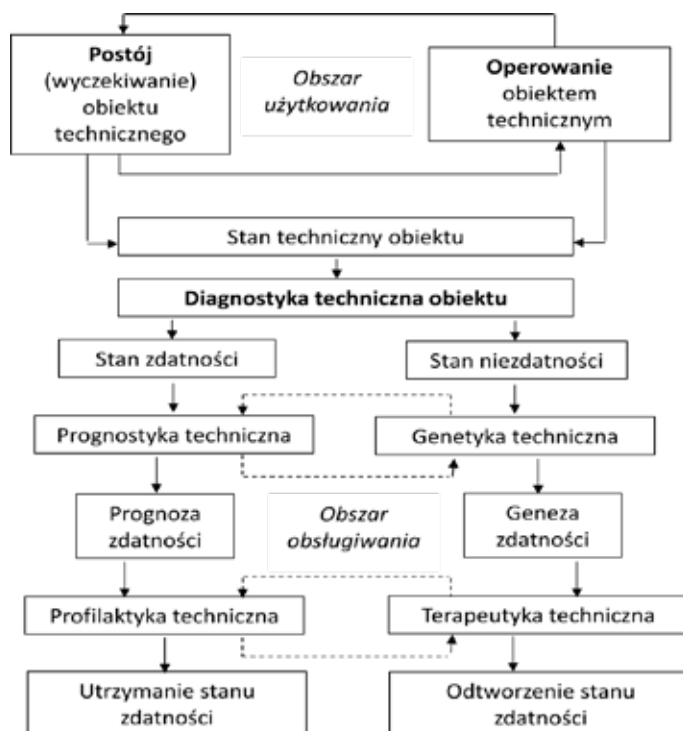 Postój
(wyczekiwanie)
obiektu
technicznego
Obszar
użytkowania
Operowanie
obiektem
technicznym
Stan techniczny obiektu
Diagnostyka techniczna obiektu
Stan zdatności
Stan niezdatności
Prognostyka techniczna
Genetyka techniczna
Prognoza
zdatności
Obszar
obsługiwania
Geneza
zdatności
Profilaktyka techniczna
Terapeutyka techniczna
Utrzymanie stanu
zdatności
Odtworzenie stanu
zdatności